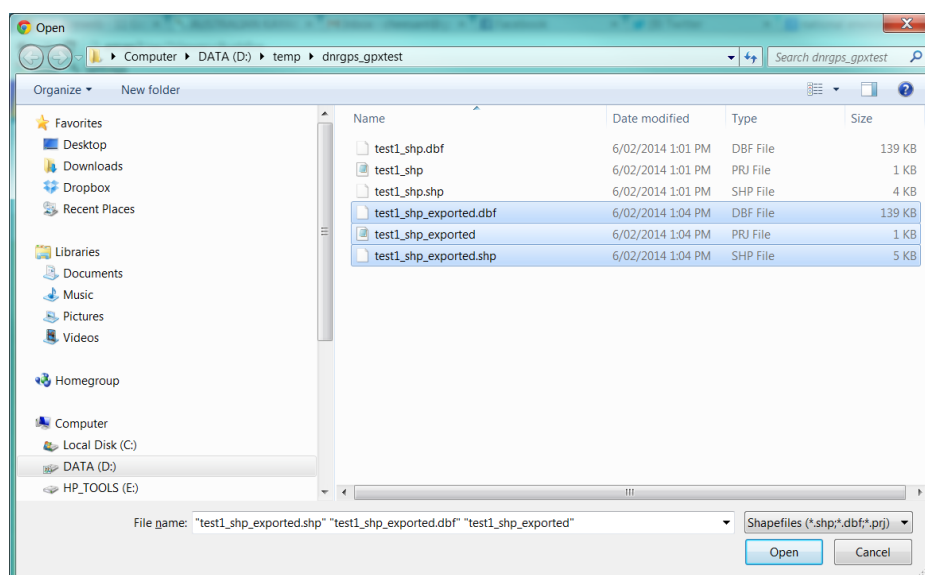 Open
Computer DATA (D:) temp dnrgps_gpxtest Search dnrgps_gpxtest
Organize New folder
Name Date modified Type Size
Favorites
Desktop
Downloads
Dropbox
Recent Places
Libraries
Documents
Music
Pictures
Videos
Homegroup
Computer
Local Disk (C:)
DATA (D:)
HP_TOOLS (E:)
test1_shp.dbf 6/02/2014 1:01 PM DBF File 139 KB
test1_shp 6/02/2014 1:01 PM PRJ File 1 KB
test1_shp.shp 6/02/2014 1:01 PM SHP File 4 KB
test1_shp_exported.dbf 6/02/2014 1:04 PM DBF File 139 KB
test1_shp_exported 6/02/2014 1:04 PM PRJ File 1 KB
test1_shp_exported.shp 6/02/2014 1:04 PM SHP File 5 KB
File name: "test1_shp_exported.shp" "test1_shp_exported.dbf" "test1_shp_exported" Shapefiles (*.shp;*.dbf;*.prj)
Open Cancel